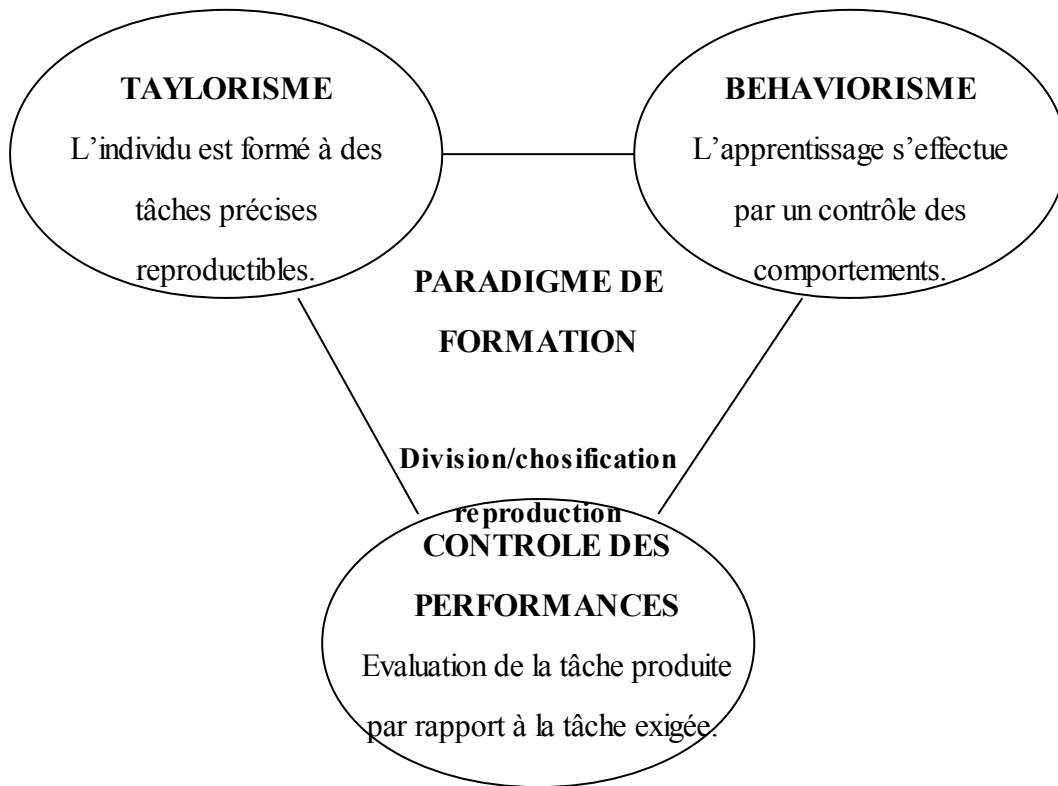 TAYLORISME
L’individu est formé à des
tâches précises
reproductibles.
BEHAVIORISME
L’apprentissage s’effectue
par un contrôle des
comportements.
PARADIGME DE
FORMATION
Division/chosification
reproduction
CONTROLE DES
PERFORMANCES
Evaluation de la tâche produite
par rapport à la tâche exigée.